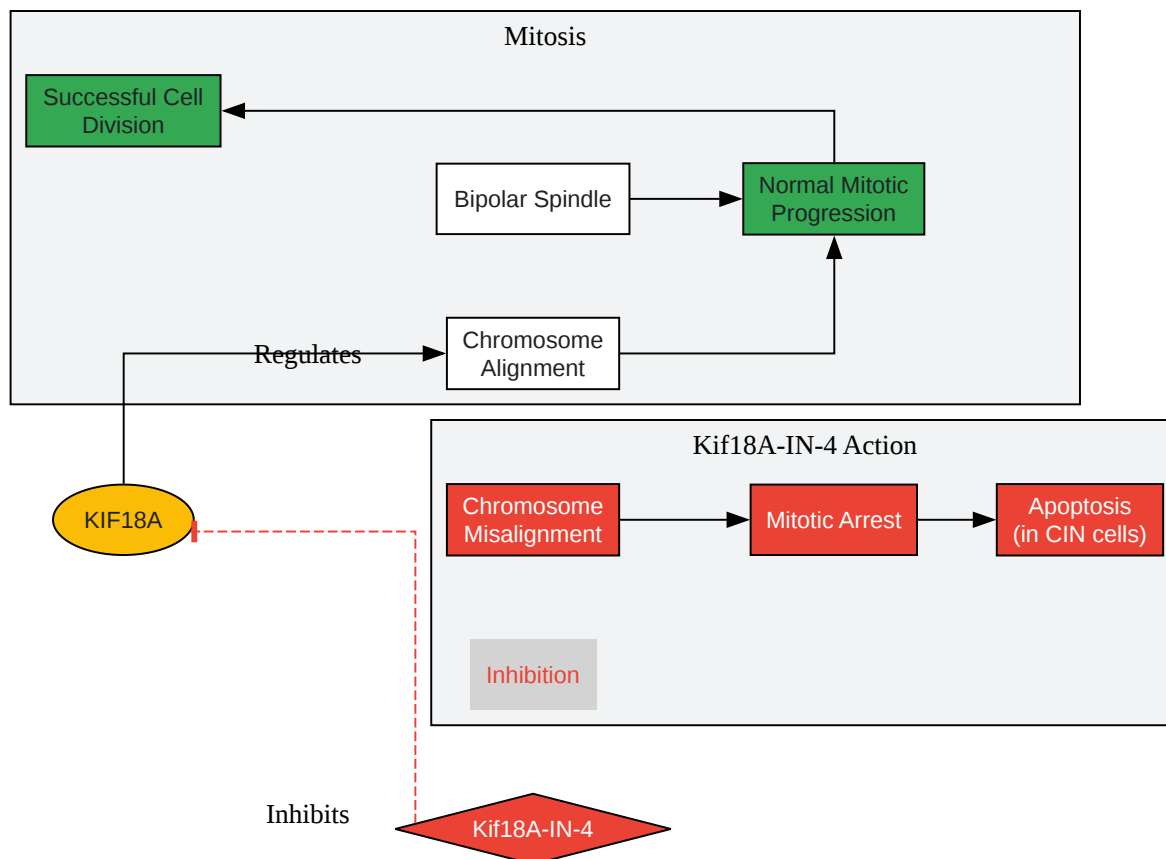 Mitosis
Successful Cell
Division
Bipolar Spindle
Normal Mitotic
Progression
Regulates
Chromosome
Alignment
KIF18A
Kif18A-IN-4 Action
Chromosome
Misalignment
Mitotic Arrest
Apoptosis
(in CIN cells)
Inhibition
Inhibits
Kif18A-IN-4